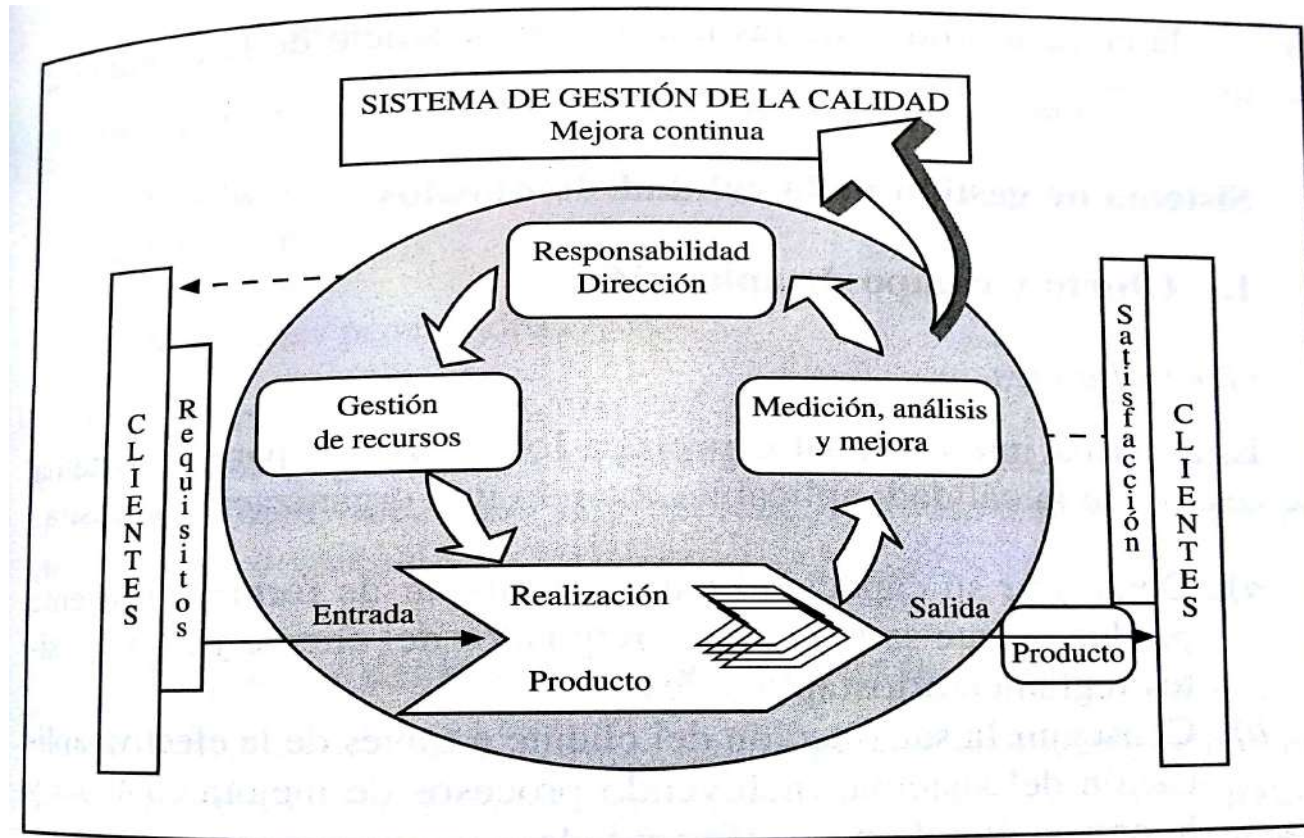 SISTEMA DE GESTIÓN DE LA CALIDAD
Mejora continua
Responsabilidad
Dirección
Gestión
de recursos
Medición, análisis
y mejora
CLIENTES
Requisitos
Satisfacción
CLIENTES
Entrada
Realización
Producto
Salida
Producto